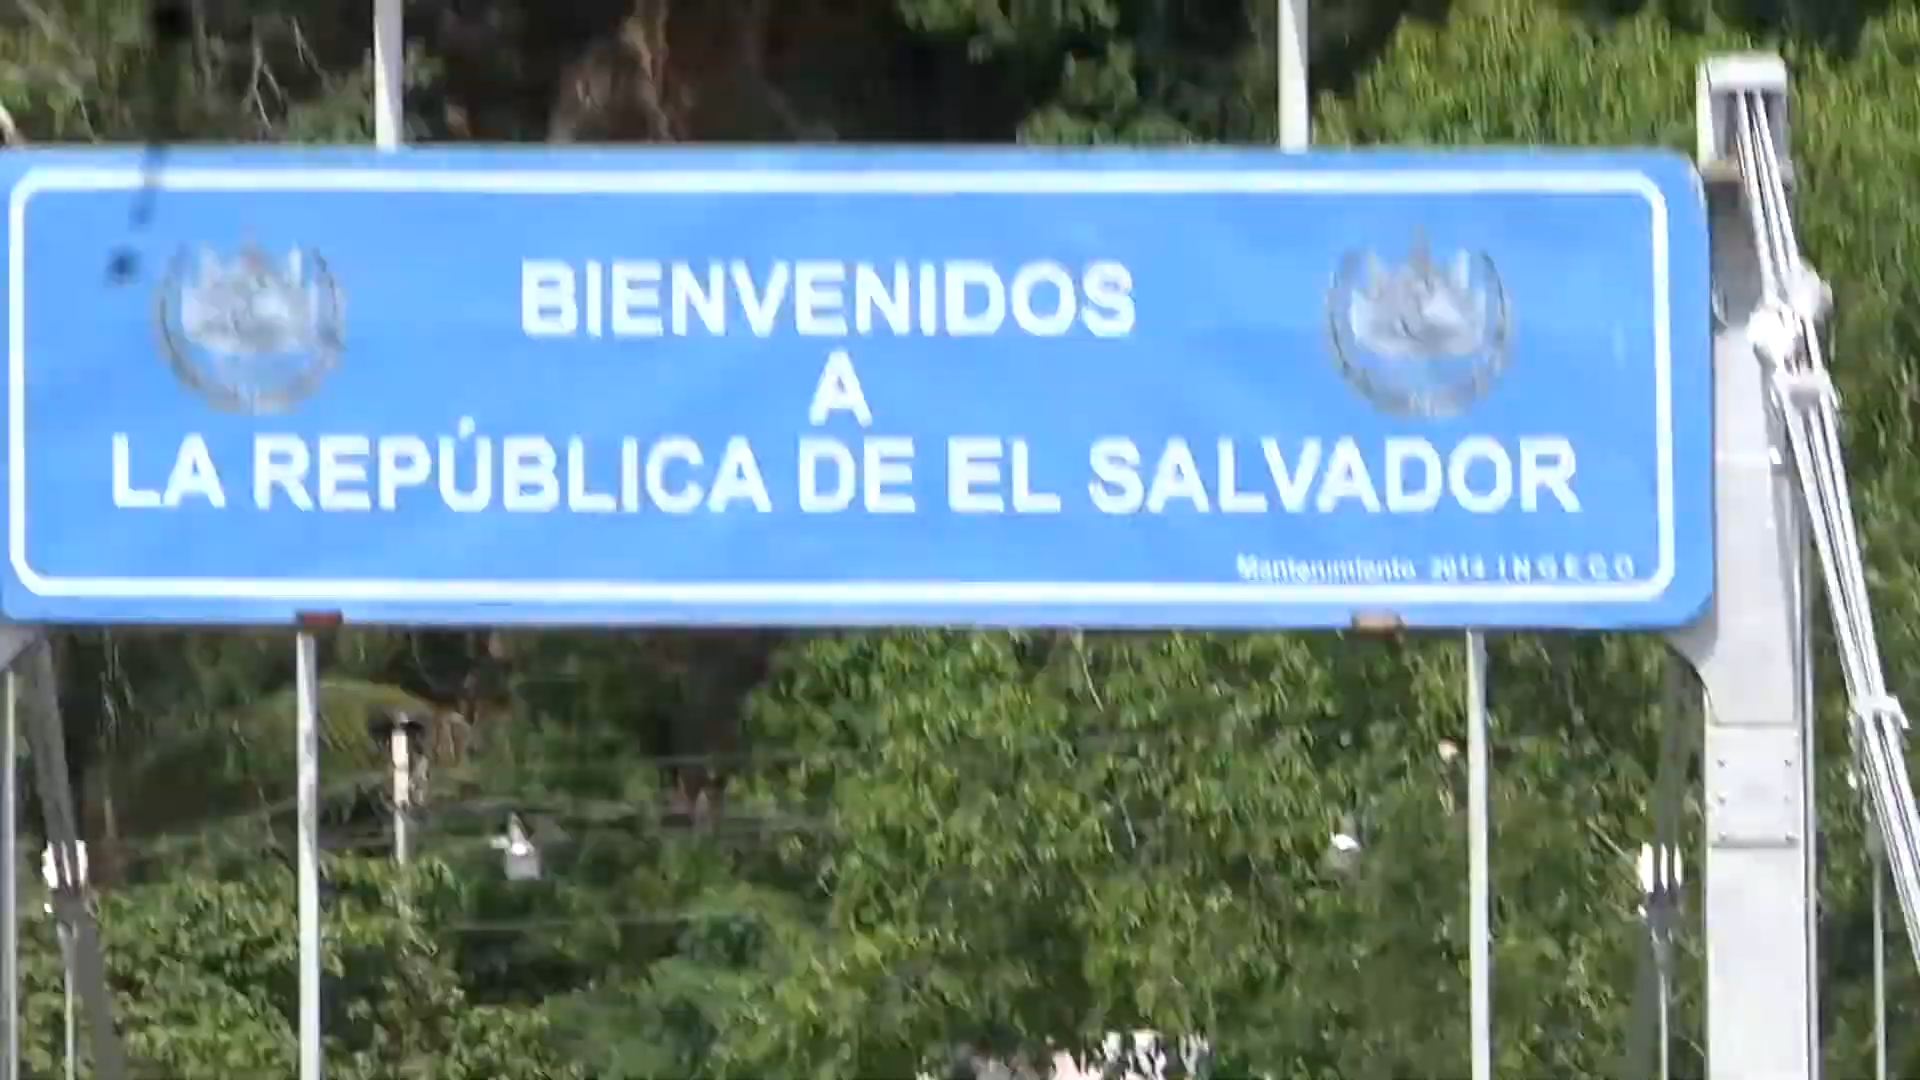 BIENVENIDOS
A
LA REPÚBLICA DE EL SALVADOR
Mantenimiento 2014 INGECO